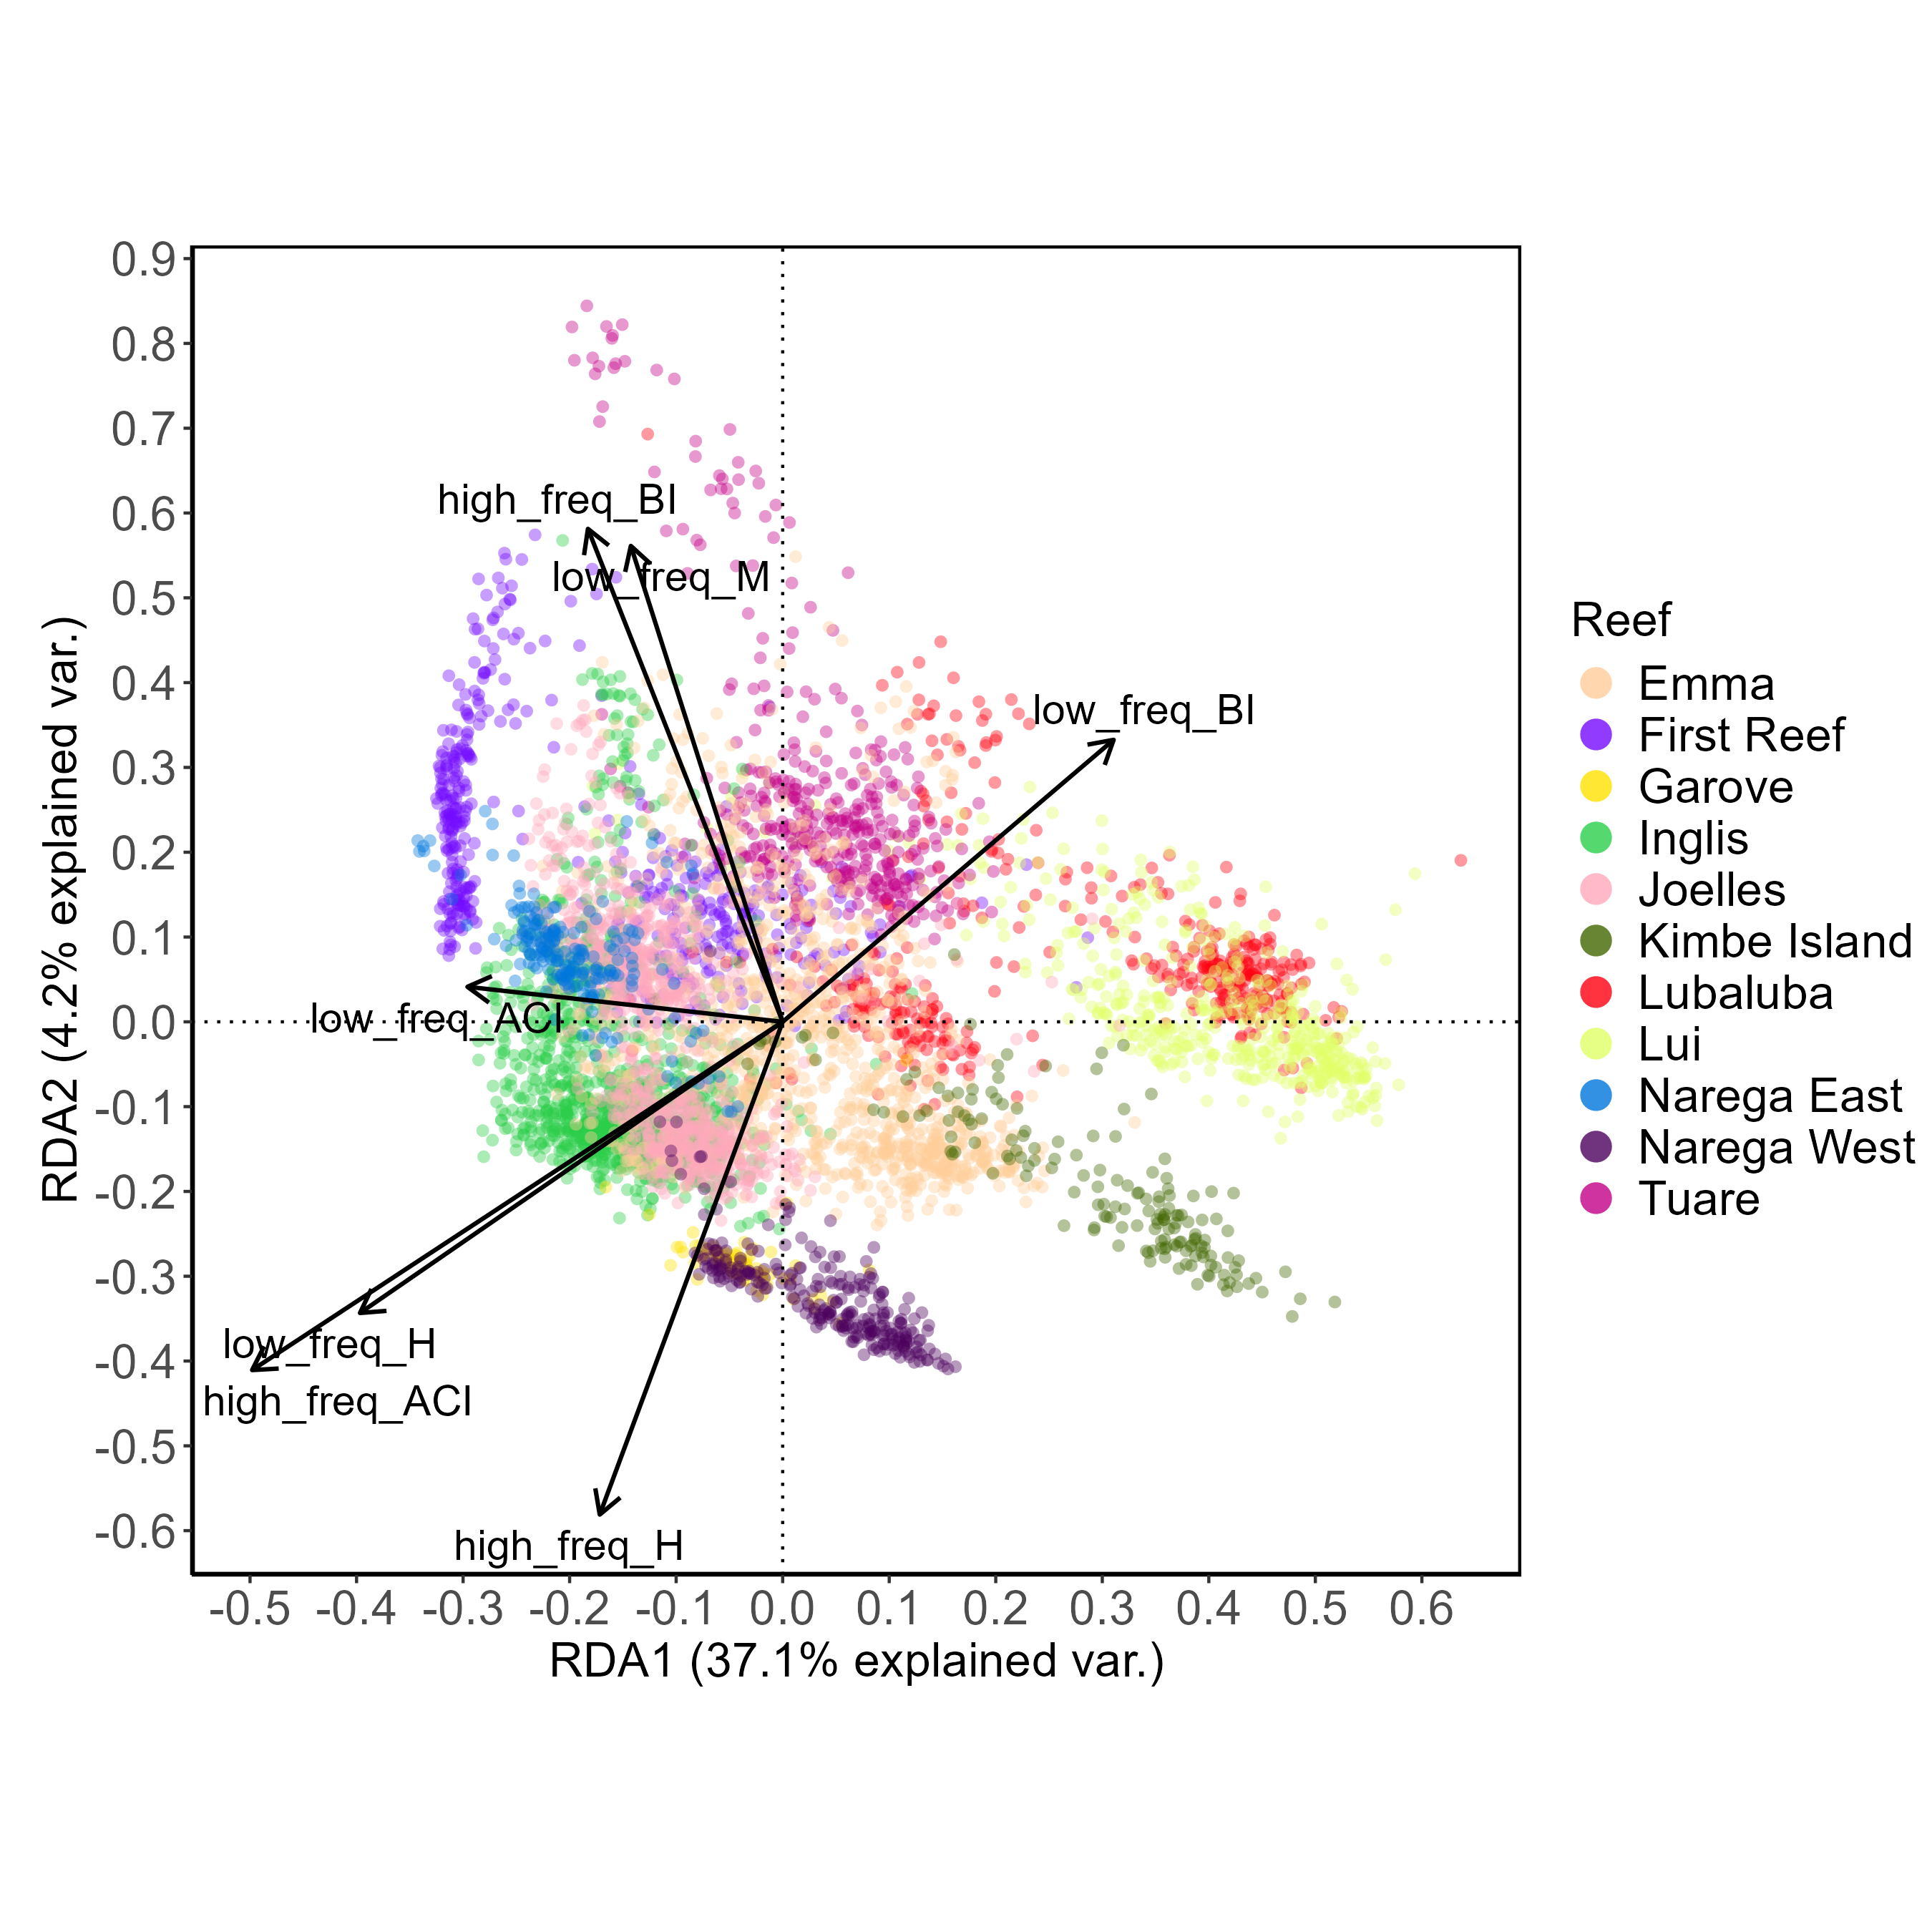 0.9
0.8
0.7
0.6
0.5
0.4
0.3
0.2
0.1
0.0
-0.1
-0.2
-0.3
-0.4
-0.5
-0.6
RDA2 (4.2% explained var.)
high_freq_BI
low_freq_M
low_freq_BI
low_freq_ACI
low_freq_H
high_freq_ACI
high_freq_H
-0.5 -0.4 -0.3 -0.2 -0.1 0.0 0.1 0.2 0.3 0.4 0.5 0.6
RDA1 (37.1% explained var.)
Reef
Emma
First Reef
Garove
Inglis
Joelles
Kimbe Island
Lubaluba
Lui
Narega East
Narega West
Tuare